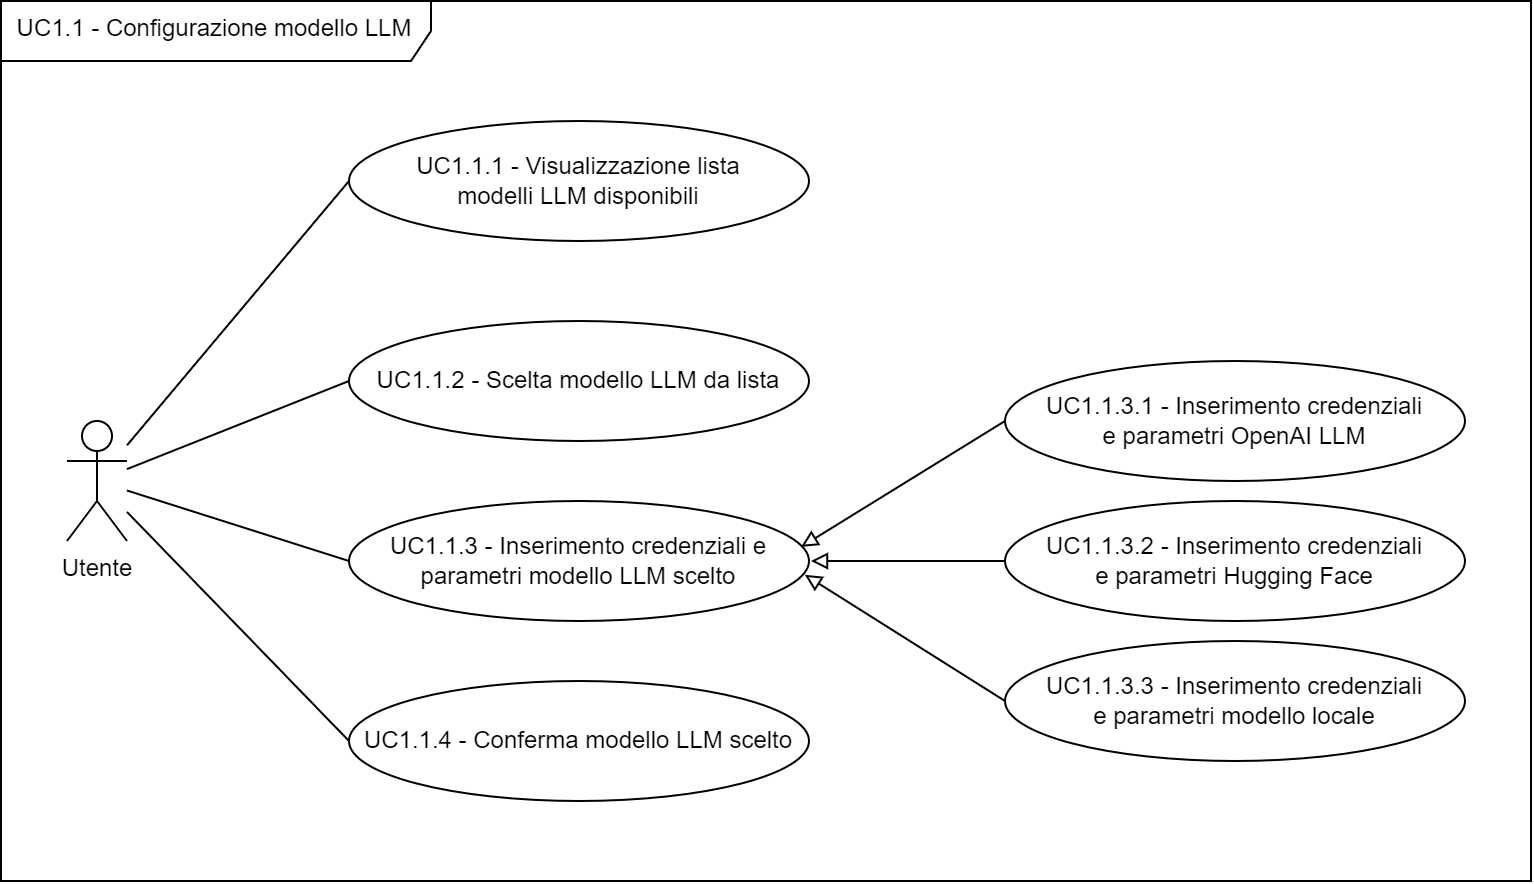 UC1.1 - Configurazione modello LLM
UC1.1.1 - Visualizzazione lista
modelli LLM disponibili
UC1.1.2 - Scelta modello LLM da lista
UC1.1.3 - Inserimento credenziali e
parametri modello LLM scelto
UC1.1.4 - Conferma modello LLM scelto
Utente
UC1.1.3.1 - Inserimento credenziali
e parametri OpenAI LLM
UC1.1.3.2 - Inserimento credenziali
e parametri Hugging Face
UC1.1.3.3 - Inserimento credenziali
e parametri modello locale